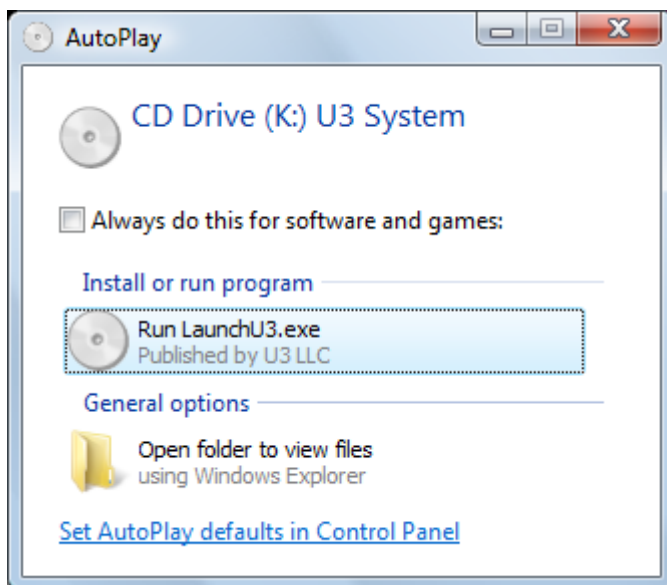 AutoPlay
CD Drive (K:) U3 System
Always do this for software and games:
Install or run program
Run LaunchU3.exe
Published by U3 LLC
General options
Open folder to view files
using Windows Explorer
Set AutoPlay defaults in Control Panel